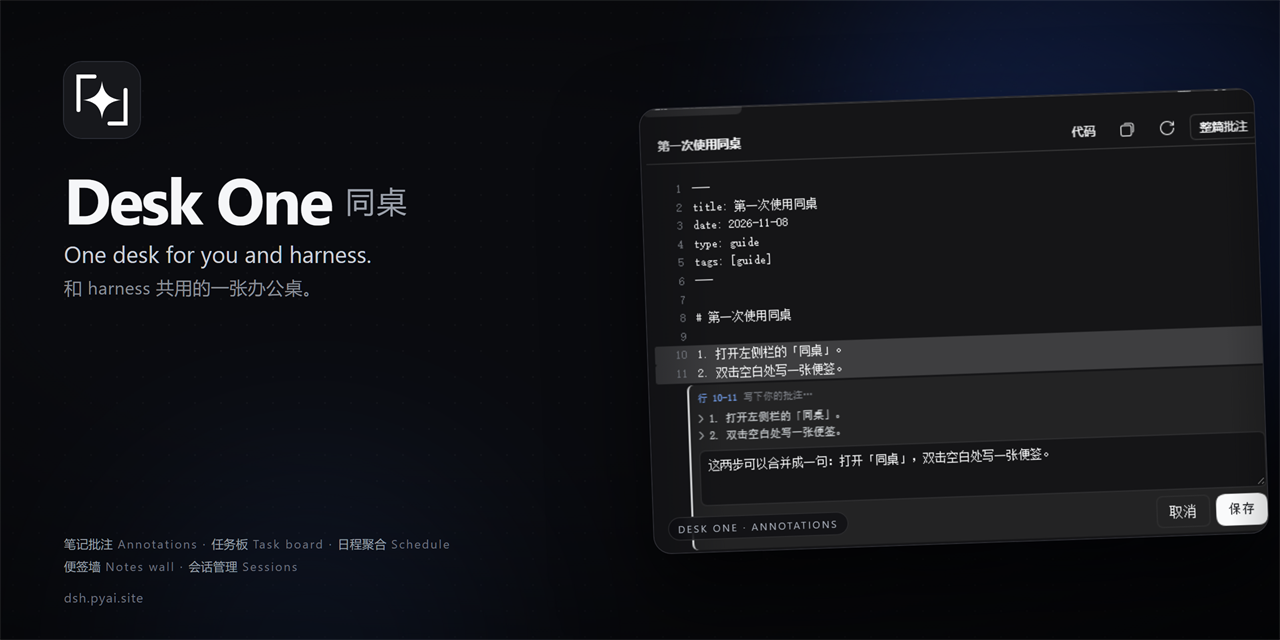 Desk One 同桌
One desk for you and harness.
和 harness 共用的一张办公桌。
笔记批注 Annotations · 任务板 Task board · 日程聚合 Schedule
便签墙 Notes wall · 会话管理 Sessions
dsh.pyai.site
第一次使用同桌
代码
整篇批注
1 ---
2 title: 第一次使用同桌
3 date: 2026-11-08
4 type: guide
5 tags: [guide]
6 ---
7
8 # 第一次使用同桌
9
10 1. 打开左侧栏的「同桌」。
11 2. 双击空白处写一张便签。
行 10-11 写下你的批注…
> 1. 打开左侧栏的「同桌」。
> 2. 双击空白处写一张便签。
这两步可以合并成一句: 打开「同桌」，双击空白处写一张便签。
DESK ONE · ANNOTATIONS
取消
保存